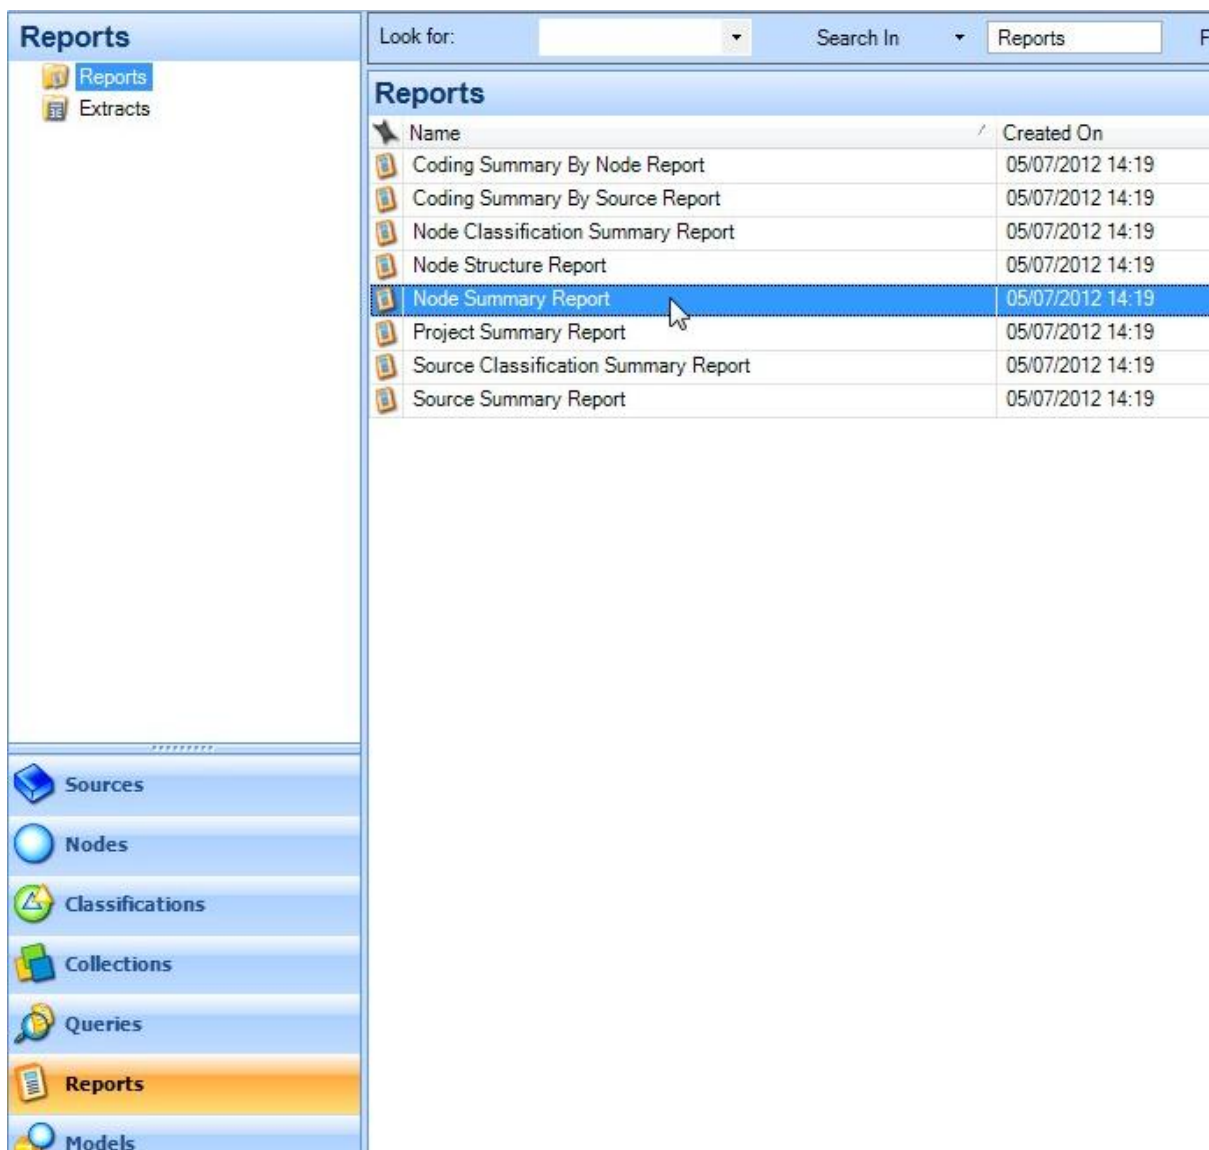 Reports
Reports
Extracts
Sources
Nodes
Classifications
Collections
Queries
Reports
Models
Look for: Search In Reports F
Reports
Name Created On
Coding Summary By Node Report 05/07/2012 14:19
Coding Summary By Source Report 05/07/2012 14:19
Node Classification Summary Report 05/07/2012 14:19
Node Structure Report 05/07/2012 14:19
Node Summary Report 05/07/2012 14:19
Project Summary Report 05/07/2012 14:19
Source Classification Summary Report 05/07/2012 14:19
Source Summary Report 05/07/2012 14:19